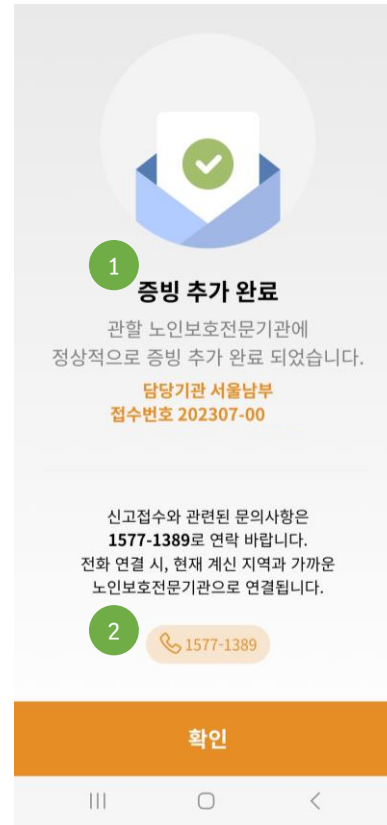 1
증빙 추가 완료
관할 노인보호전문기관에
정상적으로 증빙 추가 완료 되었습니다.
담당기관 서울남부
접수번호 202307-00
신고접수와 관련된 문의사항은
1577-1389로 연락 바랍니다.
전화 연결 시, 현재 계신 지역과 가까운
노인보호전문기관으로 연결됩니다.
2
1577-1389
확인